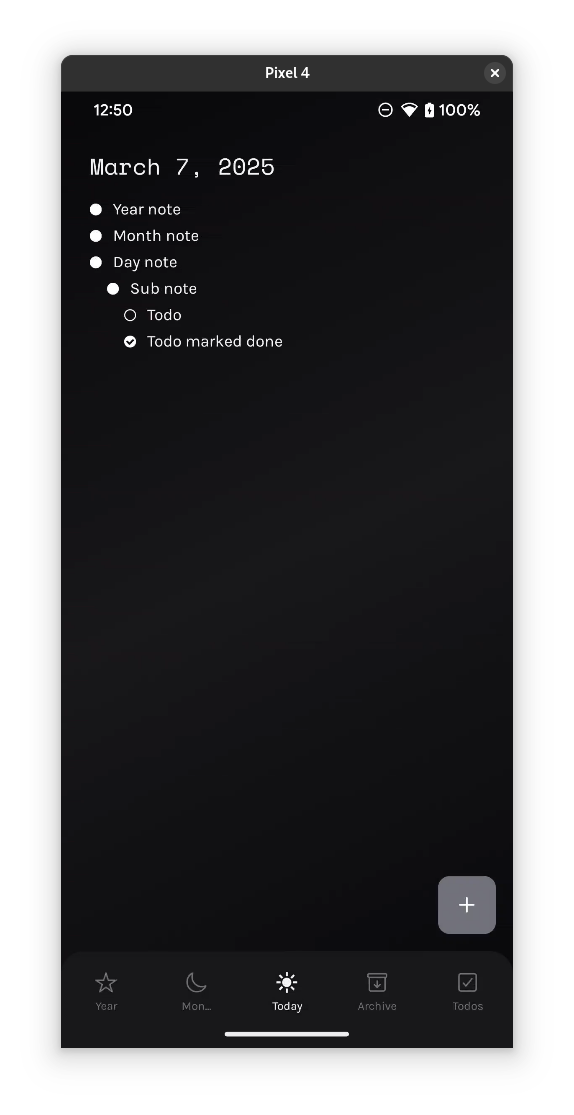 Pixel 4
12:50 100%
March 7, 2025
Year note
Month note
Day note
Sub note
Todo
Todo marked done
Year Mon... Today Archive Todos